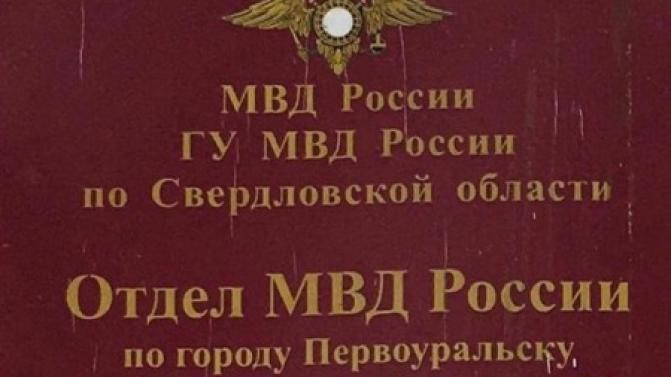 МВД России
ГУ МВД России
по Свердловской области
Отдел МВД России
по городу Первоуральску